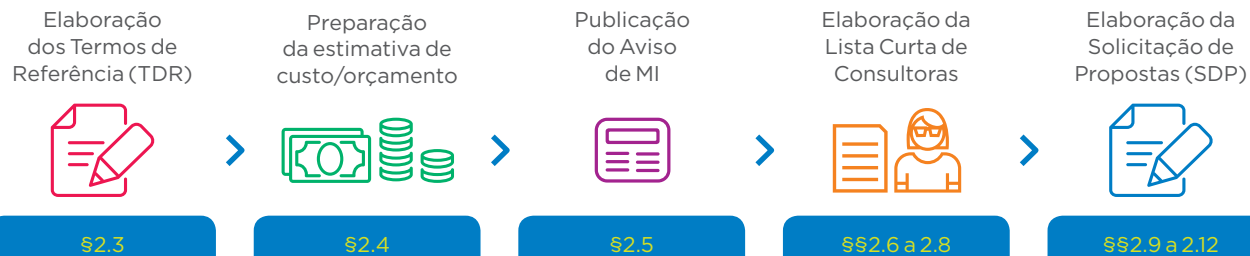 Elaboração
dos Termos de
Referência (TDR)
Preparação
da estimativa de
custo/orçamento
Publicação
do Aviso
de MI
Elaboração da
Lista Curta de
Consultoras
Elaboração da
Solicitação de
Propostas (SDP)
§2.3
§2.4
§2.5
§§2.6 a 2.8
§§2.9 a 2.12